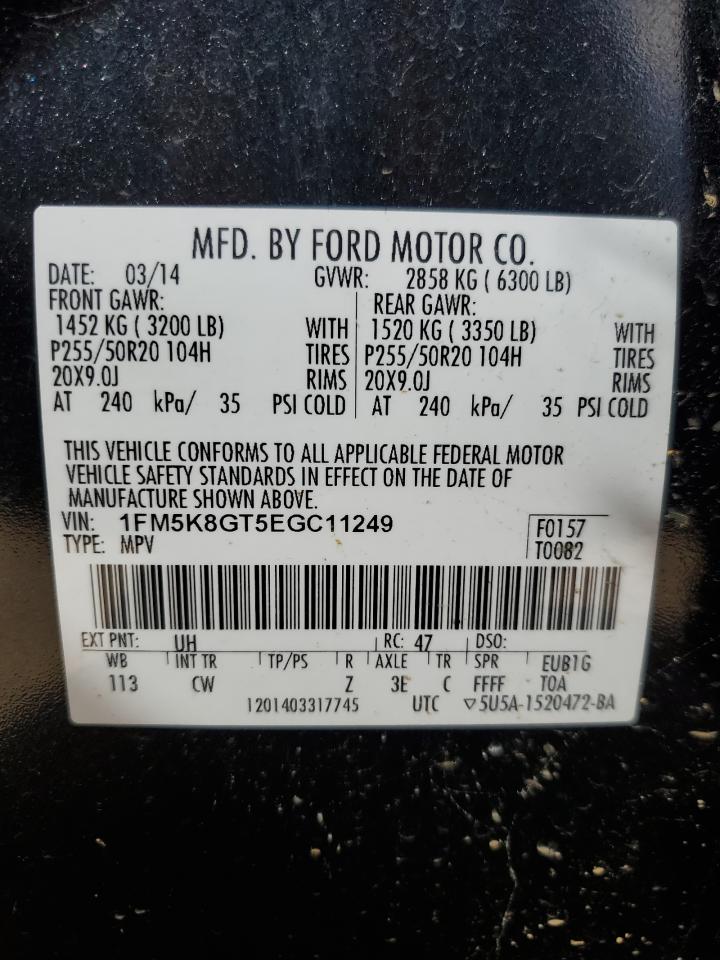 MFD. BY FORD MOTOR CO.
DATE: 03/14 GVWR: 2858 KG ( 6300 LB)
FRONT GAWR: REAR GAWR:
1452 KG ( 3200 LB) WITH 1520 KG ( 3350 LB) WITH
P255/50R20 104H TIRES P255/50R20 104H TIRES
20X9.0J RIMS 20X9.0J RIMS
AT 240 kPa/ 35 PSI COLD AT 240 kPa/ 35 PSI COLD
THIS VEHICLE CONFORMS TO ALL APPLICABLE FEDERAL MOTOR
VEHICLE SAFETY STANDARDS IN EFFECT ON THE DATE OF
MANUFACTURE SHOWN ABOVE.
VIN: 1FM5K8GT5EGC11249 F0157
TYPE: MPV T0082
EXT PNT: UH RC: 47 DSO:
WB INT TR TP/PS R AXLE TR SPR EUB1G
113 CW Z 3E C FFFF TOA
1201403317745 UTC ▽5U5A-1520472-BA